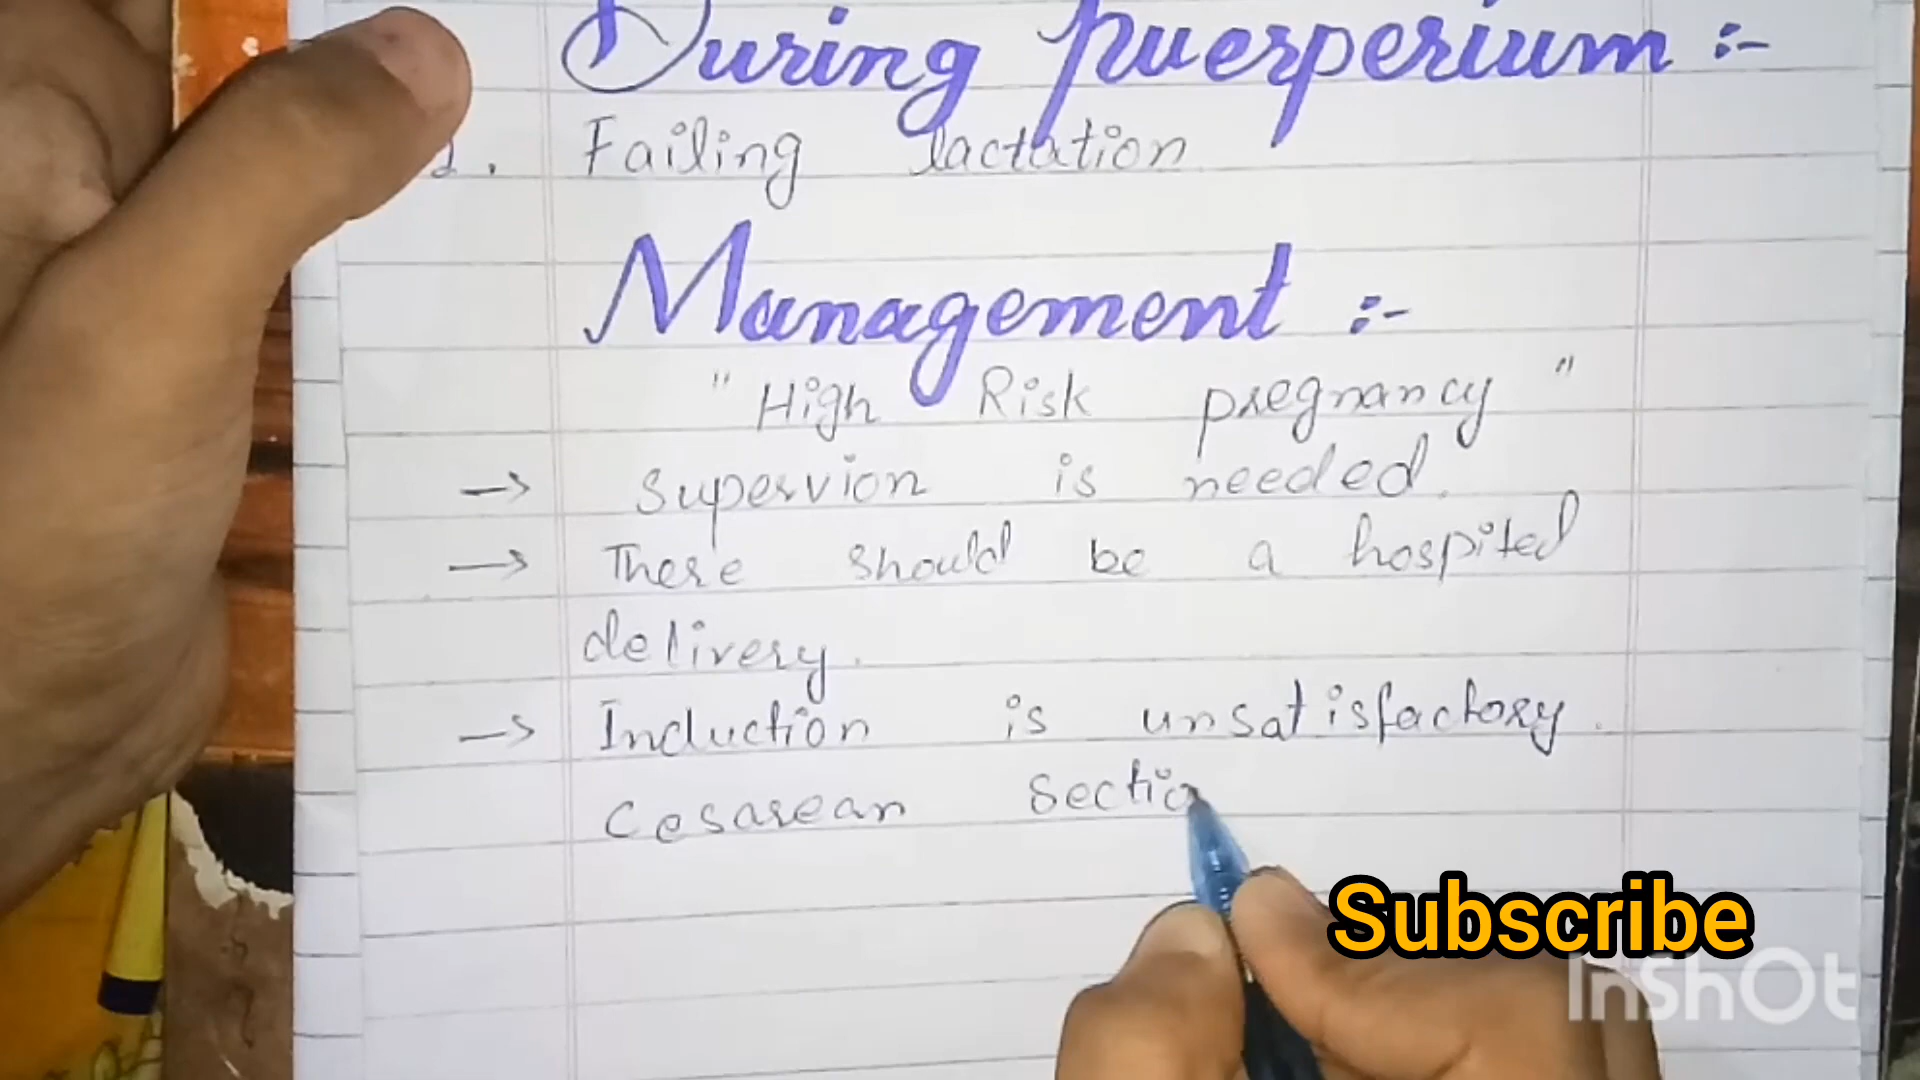 During puerperium :-
1. Failing lactation
Management :-
"High Risk pregnancy"
→ supervion is needed.
→ There should be a hospital
delivery.
→ Induction is unsatisfactory.
Cesarean sectio
Subscribe
InShOt